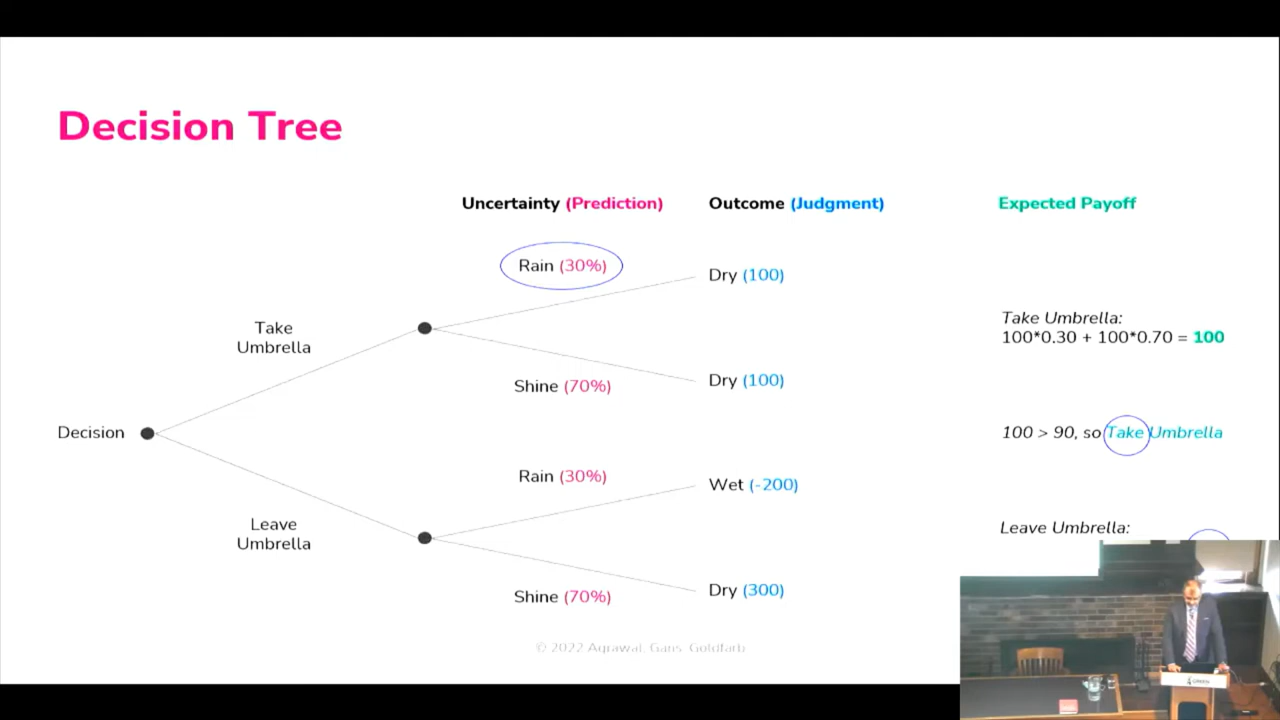 Decision Tree
Uncertainty (Prediction)
Outcome (Judgment)
Expected Payoff
Rain (30%)
Dry (100)
Take
Umbrella
Take Umbrella:
100*0.30 + 100*0.70 = 100
Shine (70%)
Dry (100)
Decision
100 > 90, so Take Umbrella
Rain (30%)
Wet (-200)
Leave
Umbrella
Leave Umbrella:
Shine (70%)
Dry (300)
© 2022 Agrawal, Gans, Goldfarb
GREEN